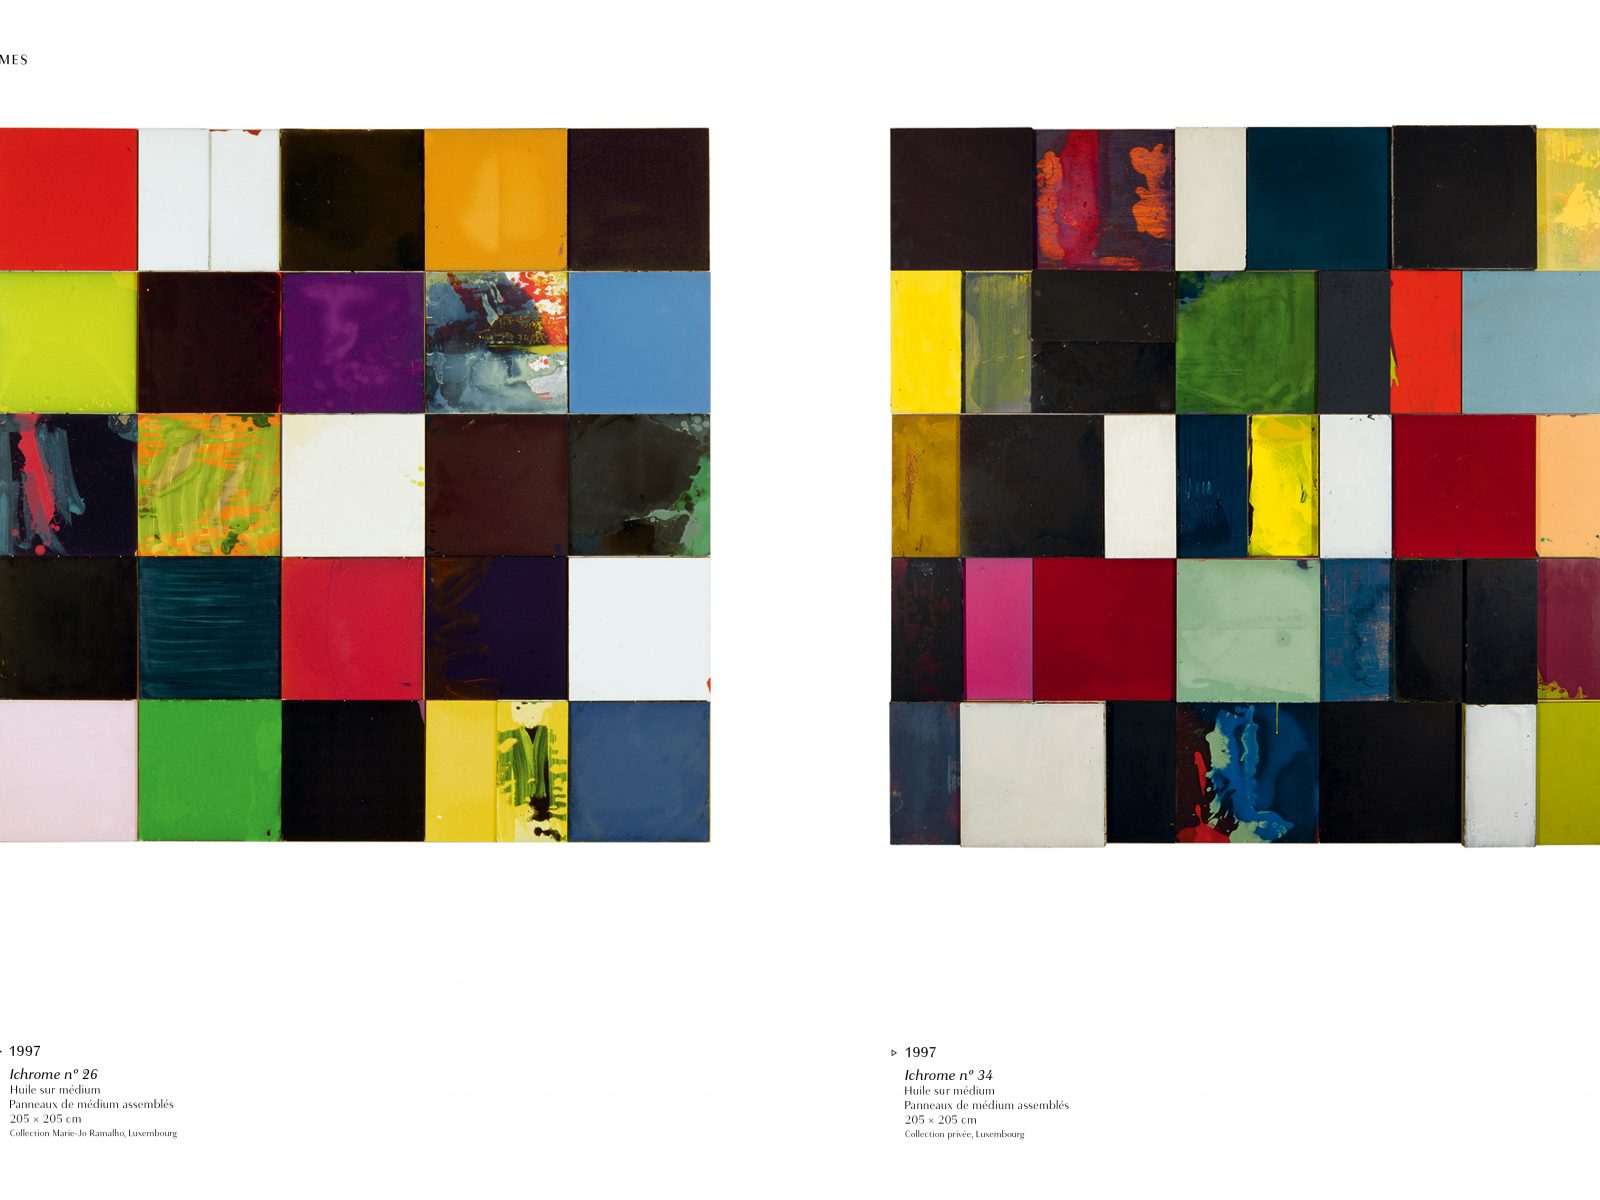 MES
1997
Ichrome nº 26
Huile sur médium
Panneaux de médium assemblés
205 × 205 cm
Collection Marie-Jo Ramalho, Luxembourg
1997
Ichrome nº 34
Huile sur médium
Panneaux de médium assemblés
205 × 205 cm
Collection privée, Luxembourg